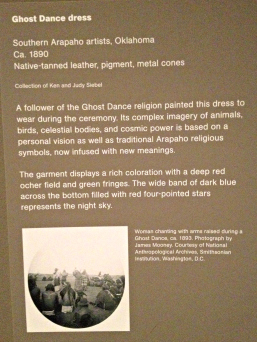 Ghost Dance dress
Southern Arapaho artists, Oklahoma
Ca. 1890
Native-tanned leather, pigment, metal cones
Collection of Ken and Judy Siebel
A follower of the Ghost Dance religion painted this dress to
wear during the ceremony. Its complex imagery of animals,
birds, celestial bodies, and cosmic power is based on a
personal vision as well as traditional Arapaho religious
symbols, now infused with new meanings.
The garment displays a rich coloration with a deep red
ocher field and green fringes. The wide band of dark blue
across the bottom filled with red four-pointed stars
represents the night sky.
Woman chanting with arms raised during a
Ghost Dance, ca. 1893. Photograph by
James Mooney. Courtesy of National
Anthropological Archives, Smithsonian
Institution, Washington, D.C.